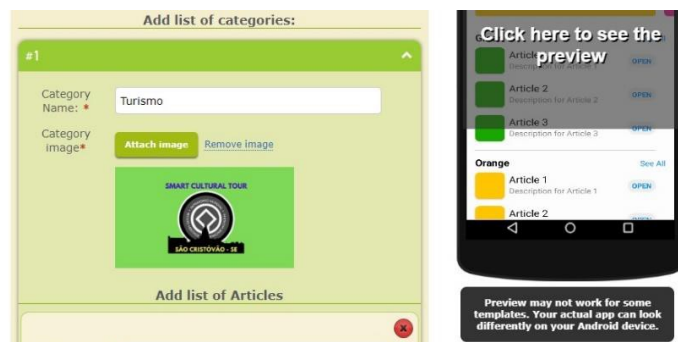 Add list of categories:
#1
Category
Name: *
Turismo
Category
image*
Attach image
Remove image
SMART CULTURAL TOUR
SÃO CRISTÓVÃO - SE
Add list of Articles
Click here to see the
preview
Article
OPEN
Description for Article 1
Article 2
OPEN
Description for Article 2
Article 3
OPEN
Description for Article 3
Orange
See All
Article 1
OPEN
Description for Article 1
Article 2
Preview may not work for some
templates. Your actual app can look
differently on your Android device.